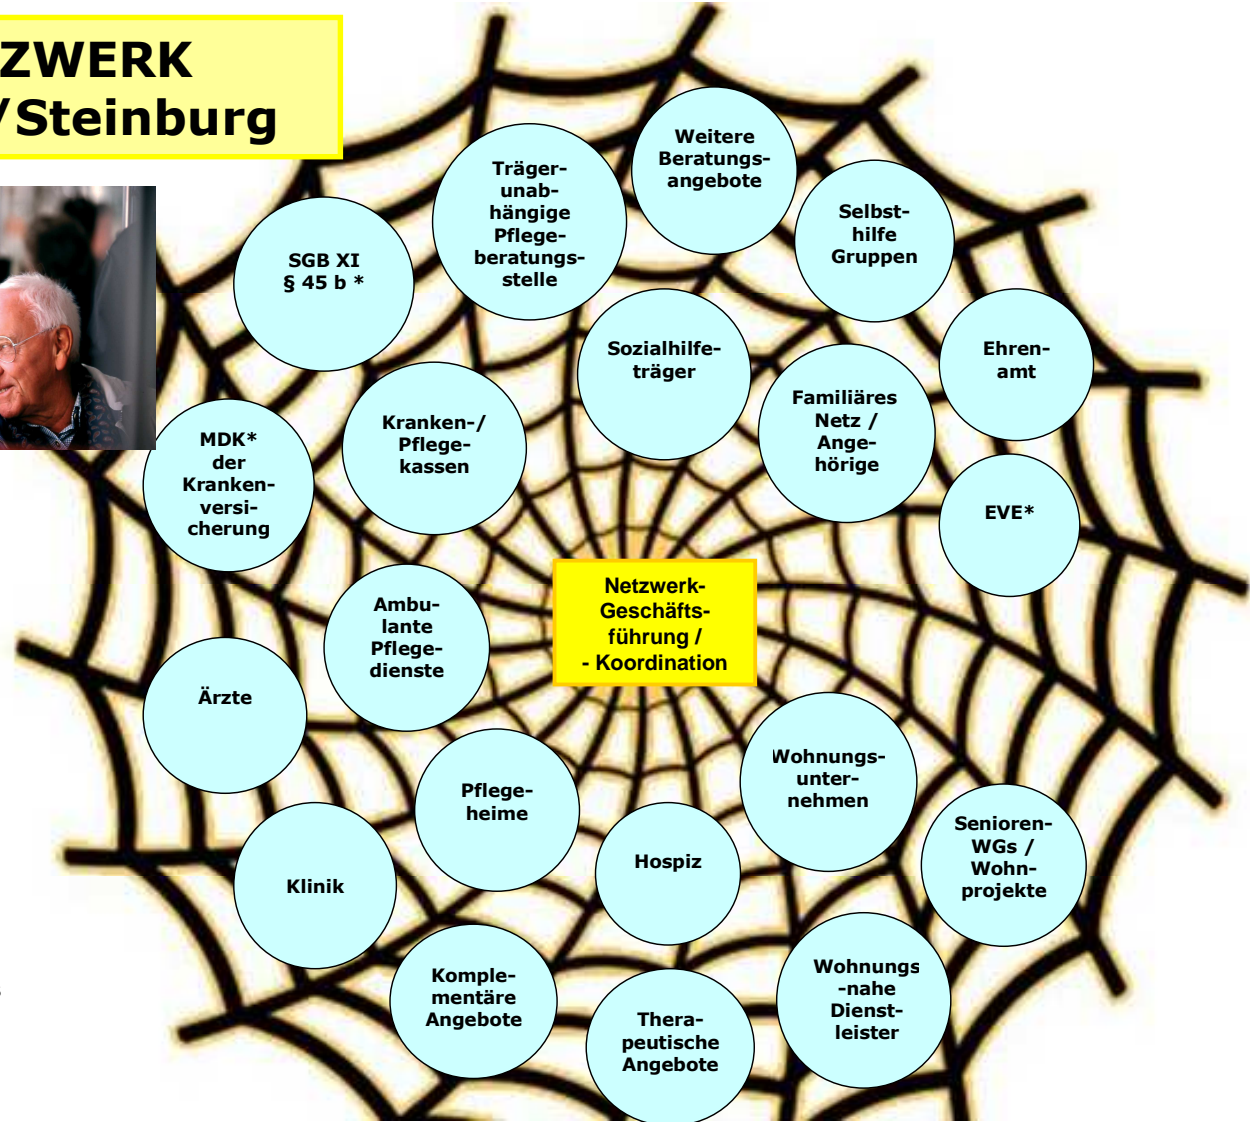 ZWERK
/Steinburg
Weitere
Beratungs-
angebote
Träger-
unab-
hängige
Pflege-
beratungs-
stelle
Selbst-
hilfe
Gruppen
SGB XI
§ 45 b *
Sozialhilfe-
träger
Ehren-
amt
Familiäres
Netz /
Ange-
hörige
Kranken-/
Pflege-
kassen
MDK*
der
Kranken-
versi-
cherung
EVE*
Netzwerk-
Geschäfts-
führung /
- Koordination
Ambu-
lante
Pflege-
dienste
Ärzte
Wohnungs-
unter-
nehmen
Pflege-
heime
Senioren-
WGs /
Wohn-
projekte
Hospiz
Klinik
Wohnungs
-nahe
Dienst-
leister
Komple-
mentäre
Angebote
Thera-
peutische
Angebote